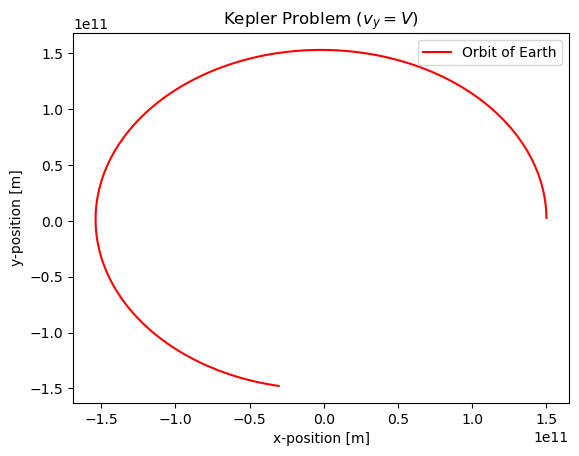 Kepler Problem ($v_y = V$)
1e11
Orbit of Earth
1.5
1.0
0.5
0.0
−0.5
−1.0
−1.5
y-position [m]
−1.5 −1.0 −0.5 0.0 0.5 1.0 1.5
x-position [m]
1e11